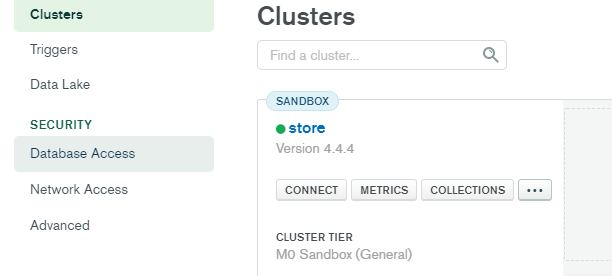 Clusters
Triggers
Data Lake
SECURITY
Database Access
Network Access
Advanced
Clusters
Find a cluster...
SANDBOX
store
Version 4.4.4
CONNECT METRICS COLLECTIONS ...
CLUSTER TIER
M0 Sandbox (General)